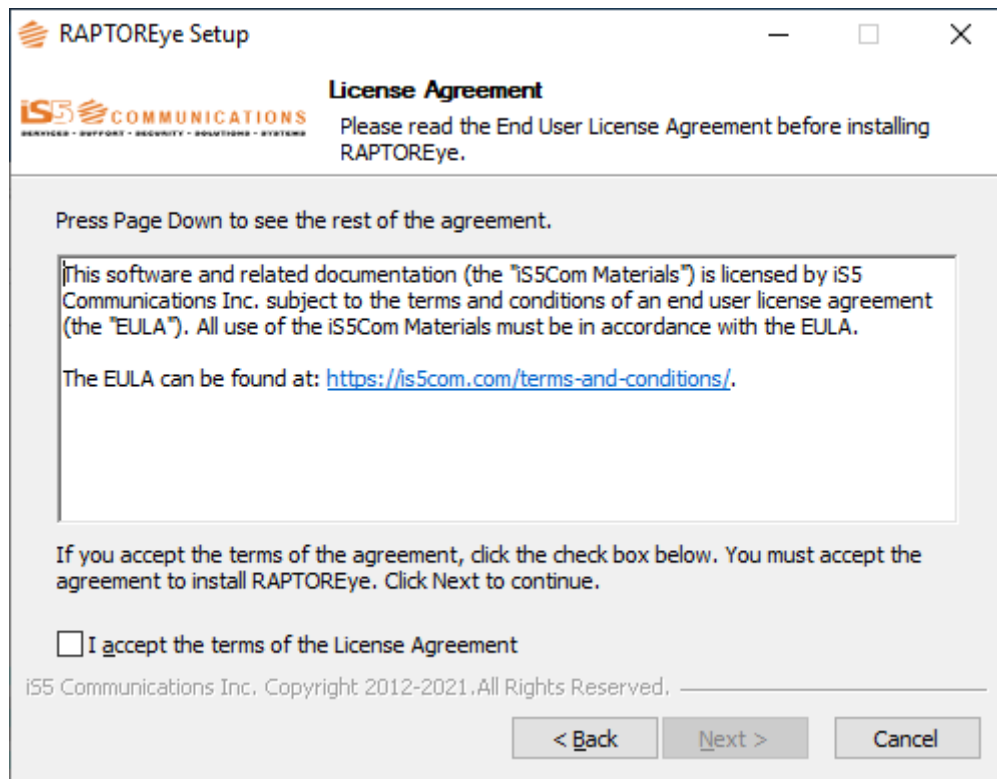 RAPTOREye Setup
iS5 COMMUNICATIONS
SERVICES - SUPPORT - SECURITY - SOLUTIONS - SYSTEMS
License Agreement
Please read the End User License Agreement before installing
RAPTOREye.
Press Page Down to see the rest of the agreement.
This software and related documentation (the "iS5Com Materials") is licensed by iS5
Communications Inc. subject to the terms and conditions of an end user license agreement
(the "EULA"). All use of the iS5Com Materials must be in accordance with the EULA.
The EULA can be found at: https://is5com.com/terms-and-conditions/.
If you accept the terms of the agreement, click the check box below. You must accept the
agreement to install RAPTOREye. Click Next to continue.
I accept the terms of the License Agreement
iS5 Communications Inc. Copyright 2012-2021.All Rights Reserved.
< Back
Next >
Cancel